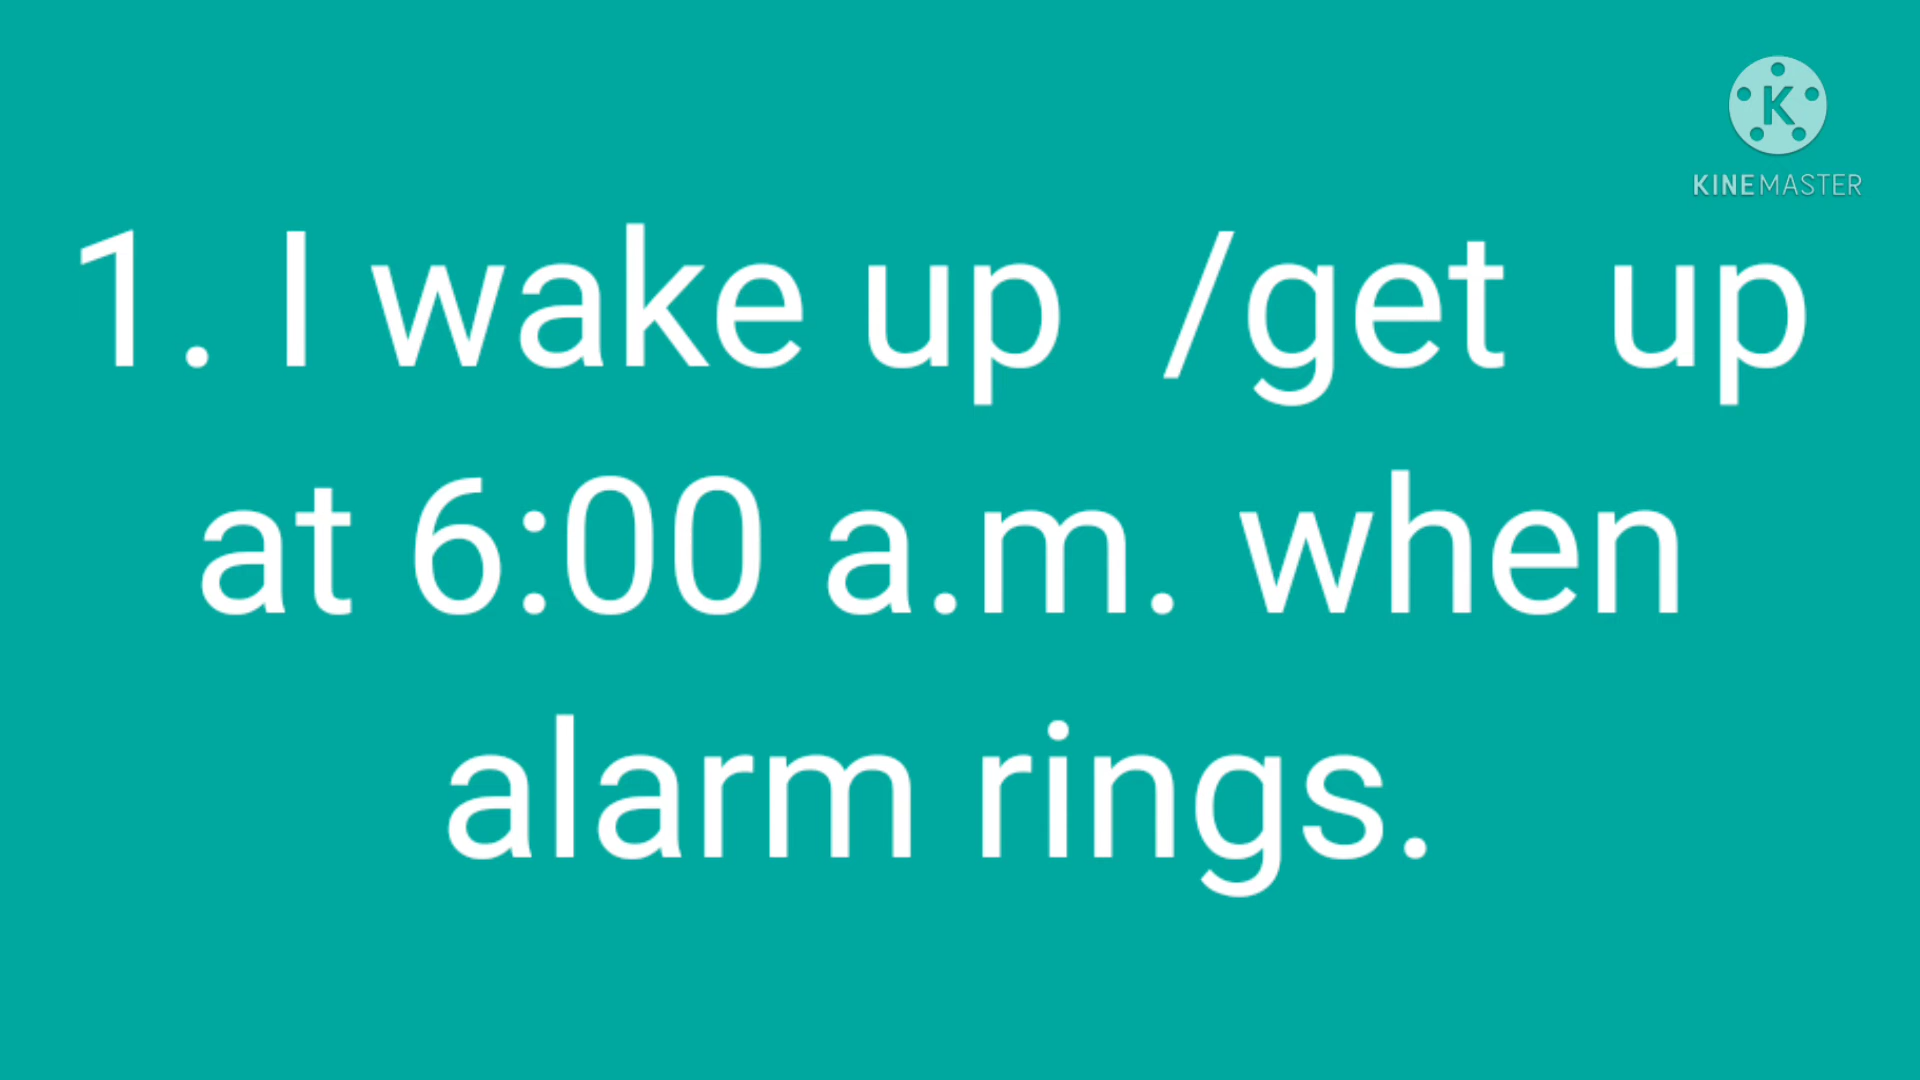 K
KINEMASTER
1. I wake up /get up
at 6:00 a.m. when
alarm rings.